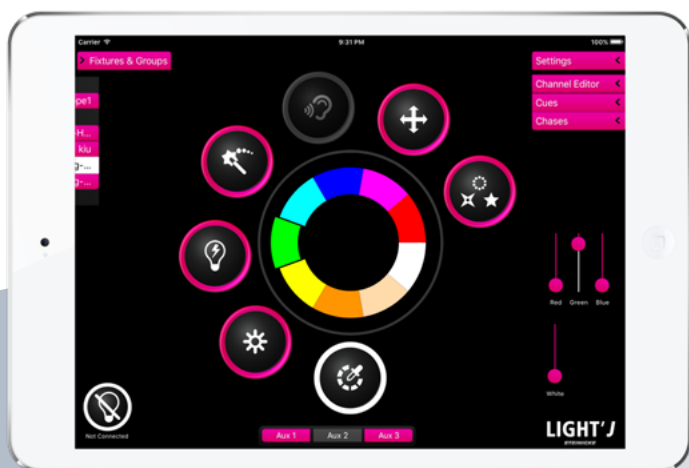 Carrier 9:31 PM 100%
Fixtures & Groups
Settings
Channel Editor
Cues
Chases
pe1
-H...
kiu
g-...
g-...
Red Green Blue
White
Not Connected
Aux 1 Aux 2 Aux 3
LIGHT'J
STEINIGKE